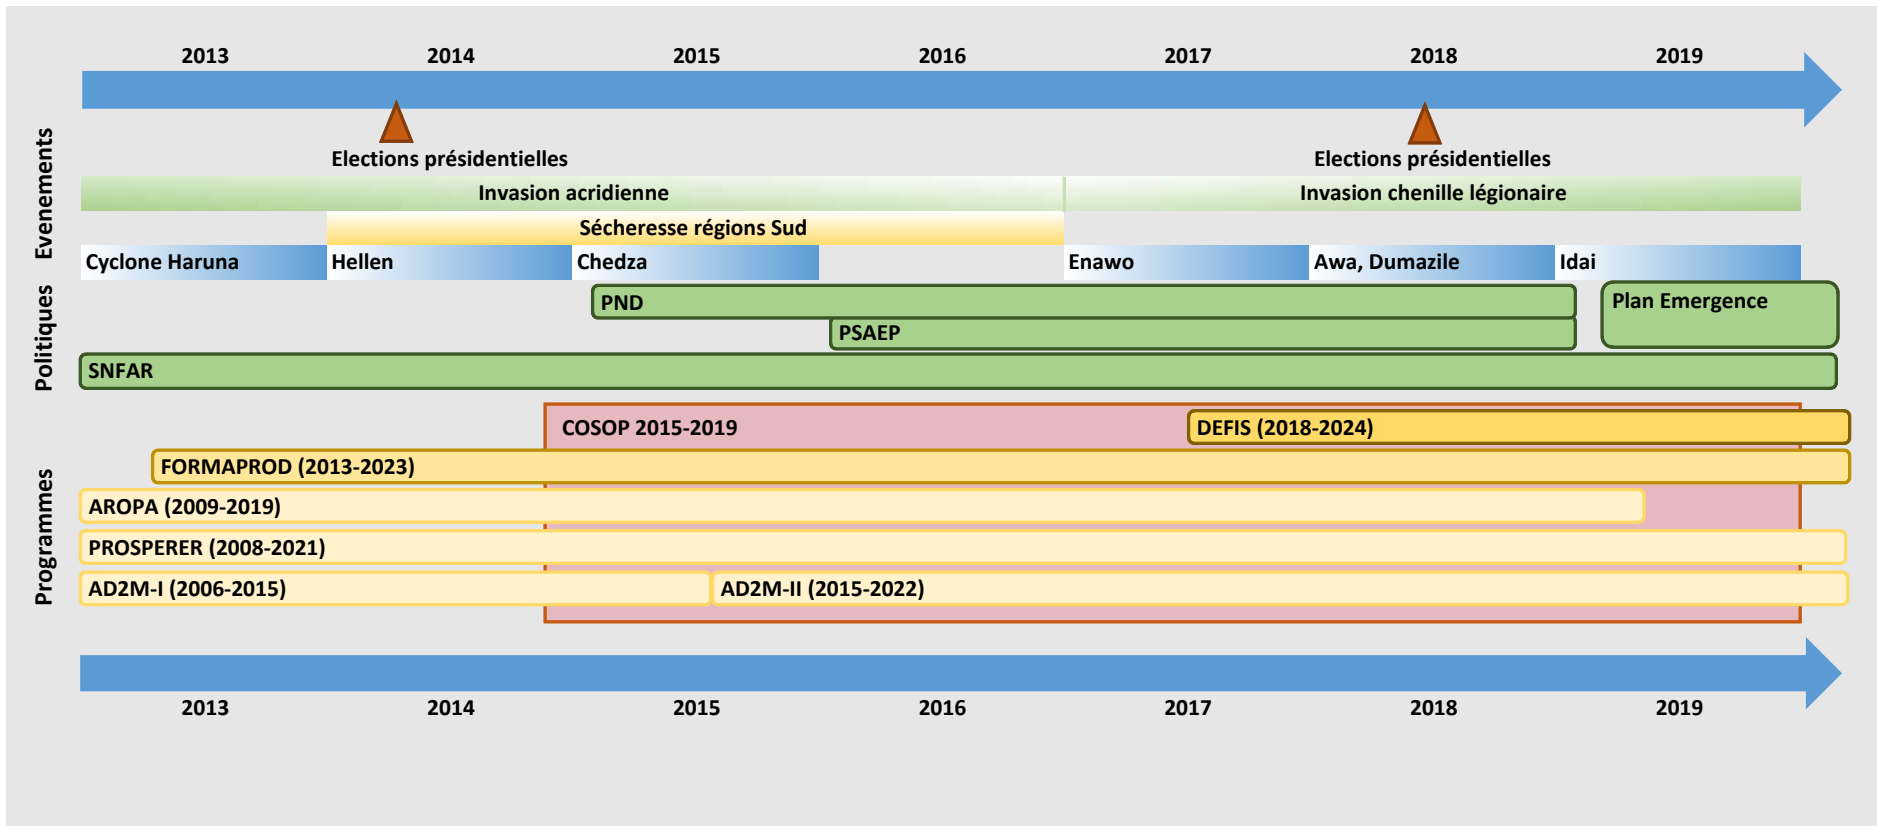 2013 2014 2015 2016 2017 2018 2019
Evenements
Elections présidentielles Elections présidentielles
Invasion acridienne Invasion chenille légionaire
Sécheresse régions Sud
Cyclone Haruna Hellen Chedza Enawo Awa, Dumazile Idai
Politiques
PND Plan Emergence
PSAEP
SNFAR
Programmes
COSOP 2015-2019 DEFIS (2018-2024)
FORMAPROD (2013-2023)
AROPA (2009-2019)
PROSPERER (2008-2021)
AD2M-I (2006-2015) AD2M-II (2015-2022)
2013 2014 2015 2016 2017 2018 2019